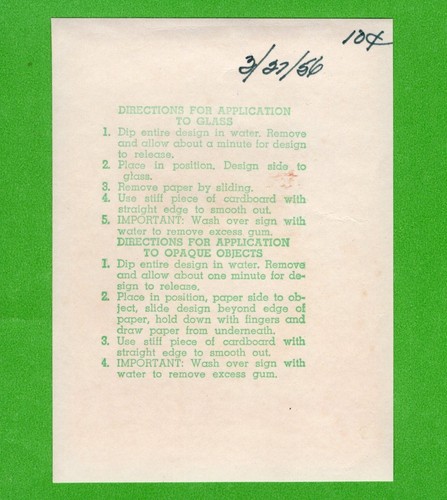 10¢
3/27/56
DIRECTIONS FOR APPLICATION
TO GLASS
1. Dip entire design in water. Remove
and allow about a minute for design
to release.
2. Place in position. Design side to
glass.
3. Remove paper by sliding.
4. Use stiff piece of cardboard with
straight edge to smooth out.
5. IMPORTANT: Wash over sign with
water to remove excess gum.
DIRECTIONS FOR APPLICATION
TO OPAQUE OBJECTS
1. Dip entire design in water. Remove
and allow about one minute for de-
sign to release.
2. Place in position, paper side to ob-
ject, slide design beyond edge of
paper, hold down with fingers and
draw paper from underneath.
3. Use stiff piece of cardboard with
straight edge to smooth out.
4. IMPORTANT: Wash over sign with
water to remove excess gum.